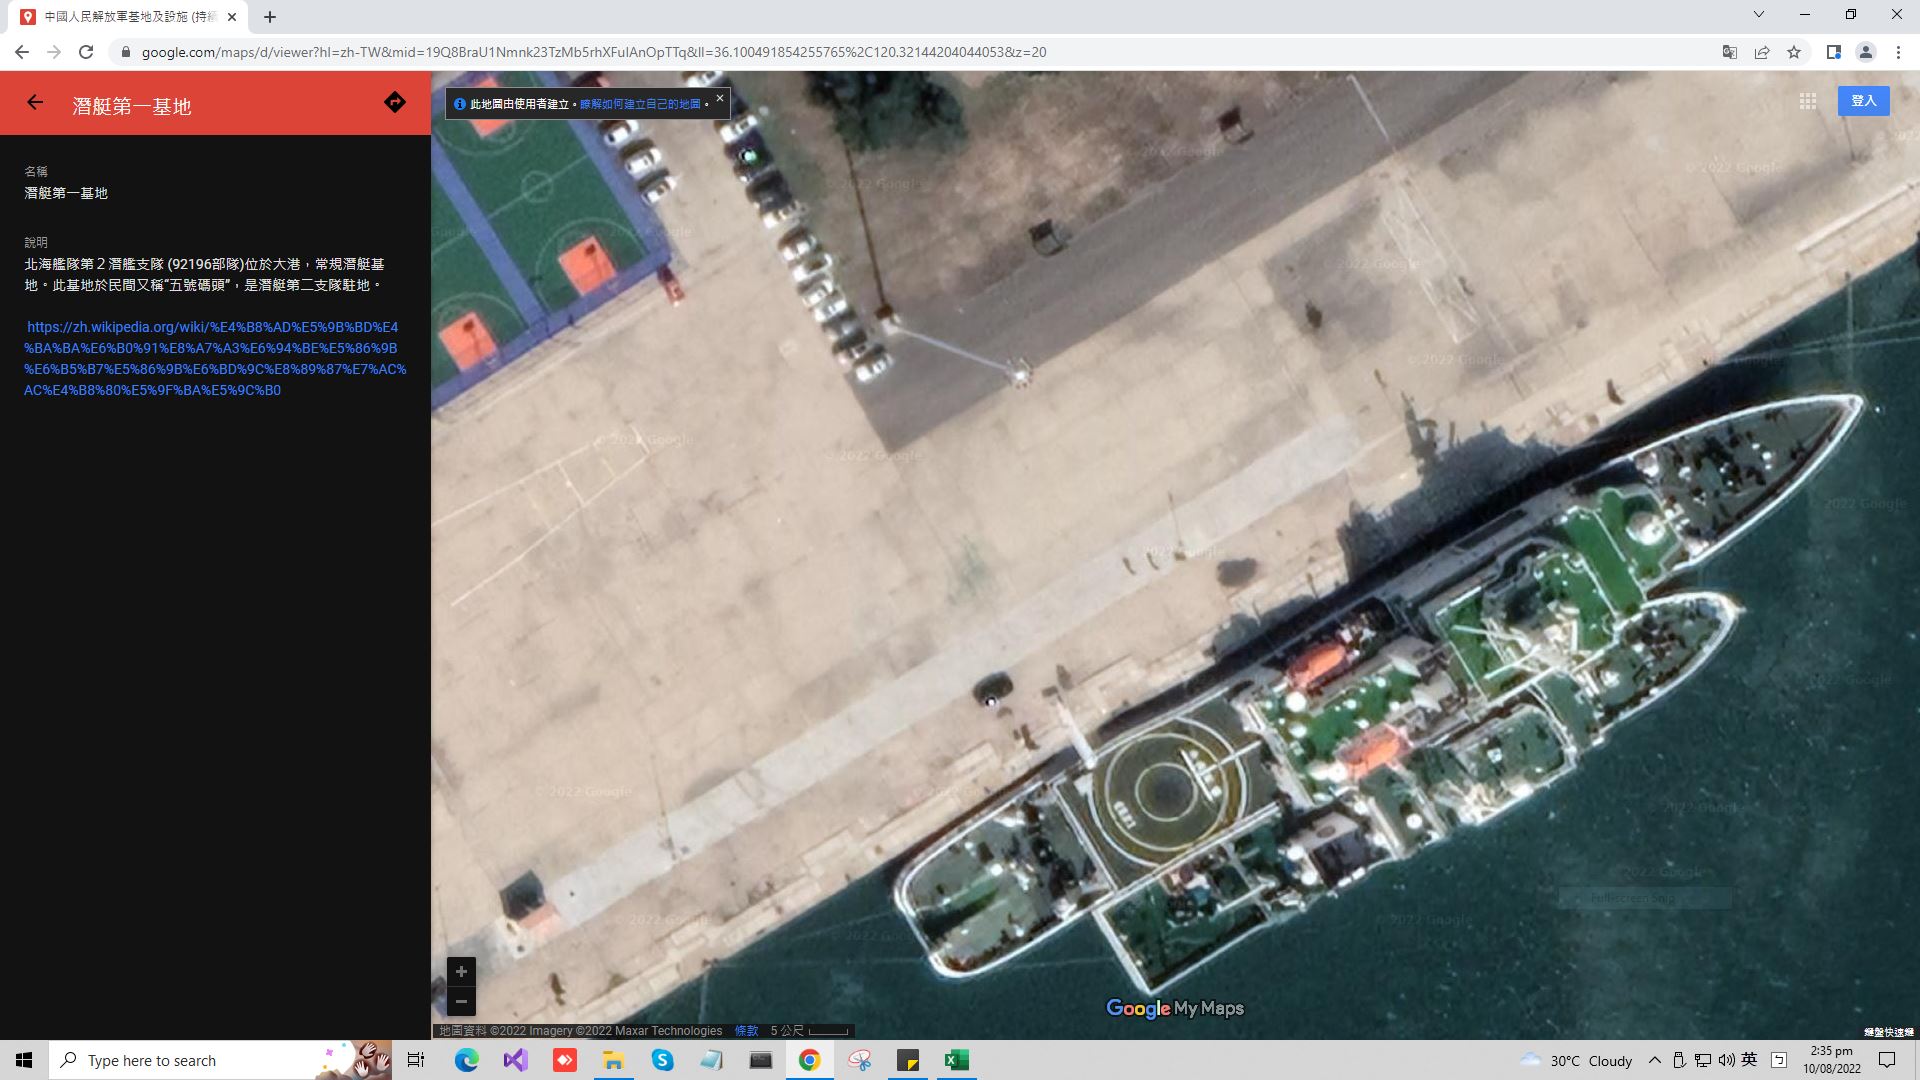 中國人民解放軍基地及設施 (持續
google.com/maps/d/viewer?hl=zh-TW&mid=19Q8BraU1Nmnk23TzMb5rhXFulAnOpTTq&ll=36.100491854255765%2C120.32144204044053&z=20
潛艇第一基地
此地圖由使用者建立。瞭解如何建立自己的地圖。
登入
名稱
潛艇第一基地
說明
北海艦隊第２潛艦支隊 (92196部隊)位於大港，常規潛艇基
地。此基地於民間又稱“五號碼頭”，是潛艇第二支隊駐地。
https://zh.wikipedia.org/wiki/%E4%B8%AD%E5%9B%BD%E4
%BA%BA%E6%B0%91%E8%A7%A3%E6%94%BE%E5%86%9B
%E6%B5%B7%E5%86%9B%E6%BD%9C%E8%89%87%E7%AC%
AC%E4%B8%80%E5%9F%BA%E5%9C%B0
© 2022 Google
Full-screen Snip
Google My Maps
地圖資料 ©2022 Imagery ©2022 Maxar Technologies 條款 5 公尺
鍵盤快速鍵
Type here to search
30°C Cloudy
英
2:35 pm
10/08/2022